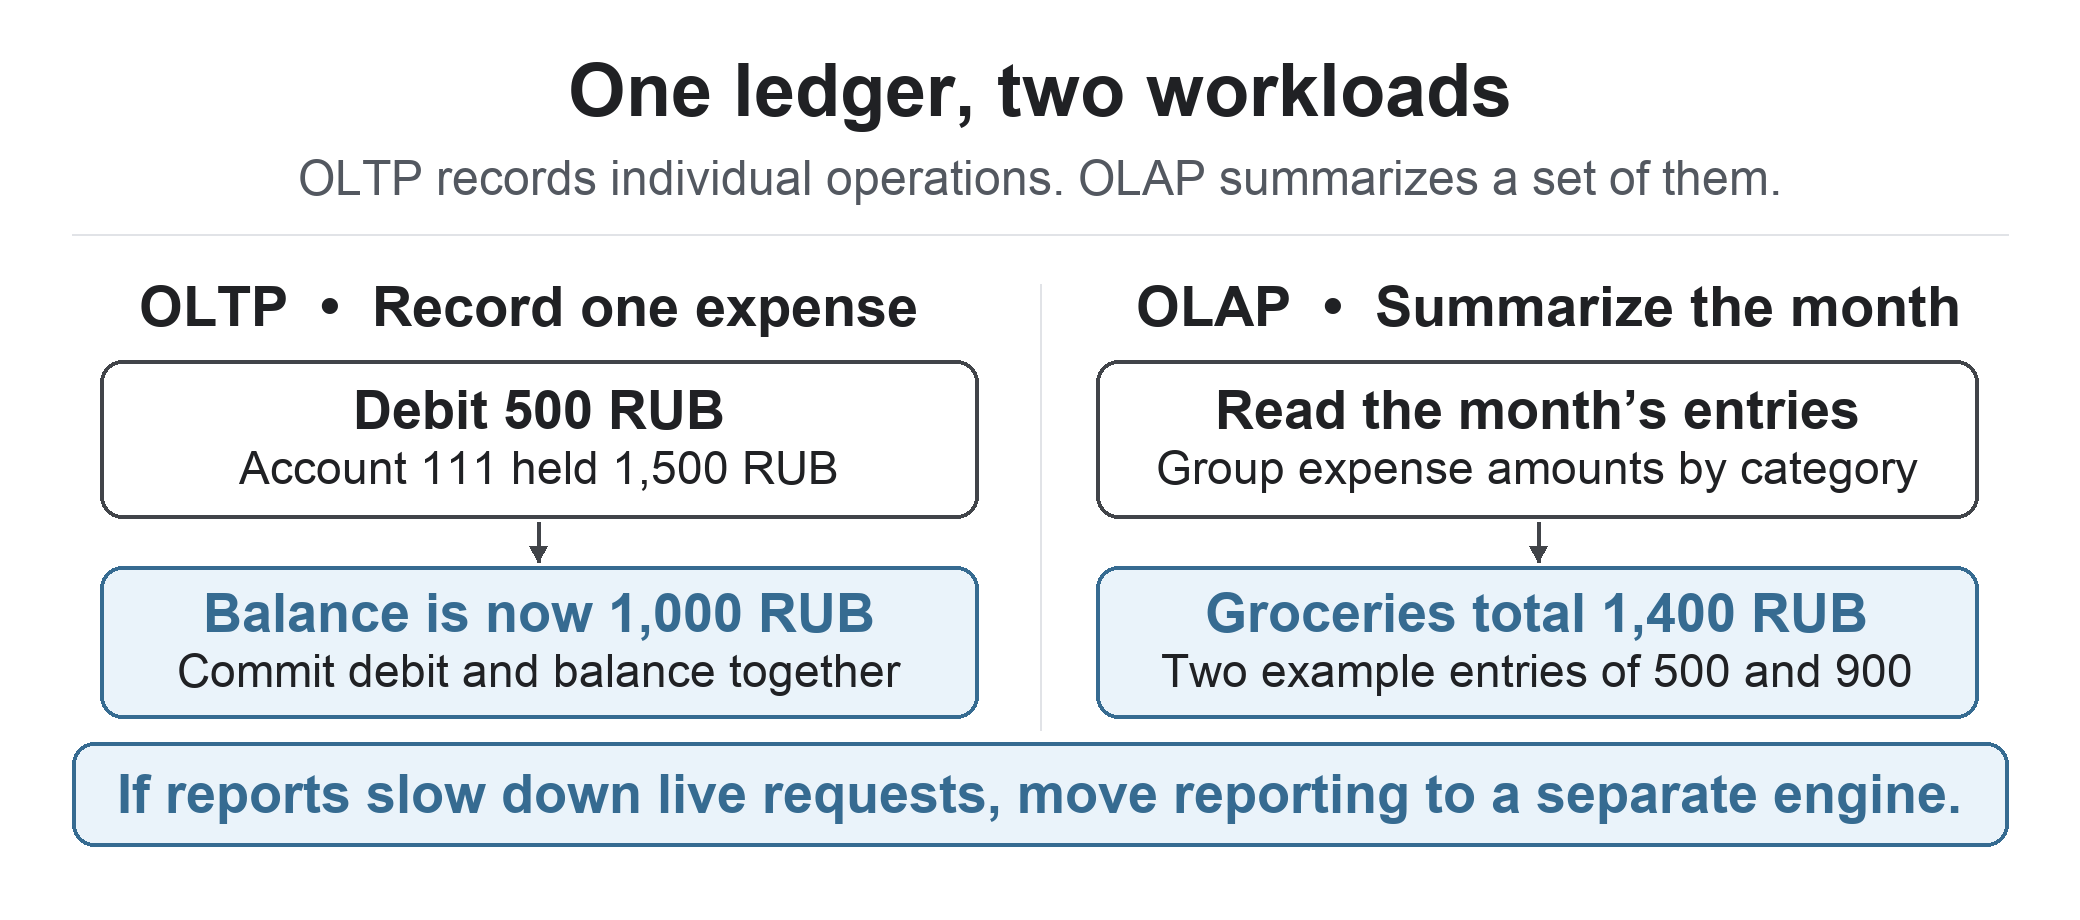 One ledger, two workloads
OLTP records individual operations. OLAP summarizes a set of them.
OLTP • Record one expense
Debit 500 RUB
Account 111 held 1,500 RUB
Balance is now 1,000 RUB
Commit debit and balance together
OLAP • Summarize the month
Read the month’s entries
Group expense amounts by category
Groceries total 1,400 RUB
Two example entries of 500 and 900
If reports slow down live requests, move reporting to a separate engine.